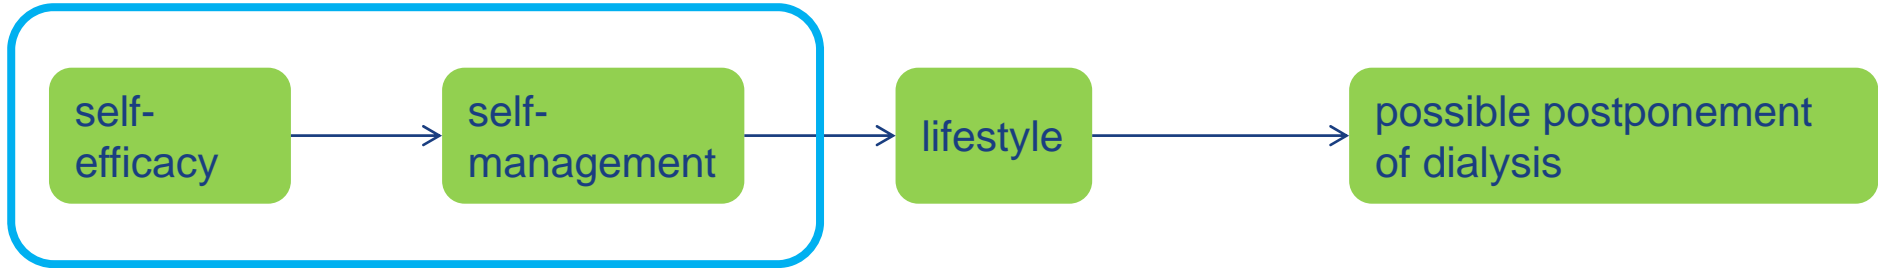 self-
efficacy
self-
management
lifestyle
possible postponement
of dialysis